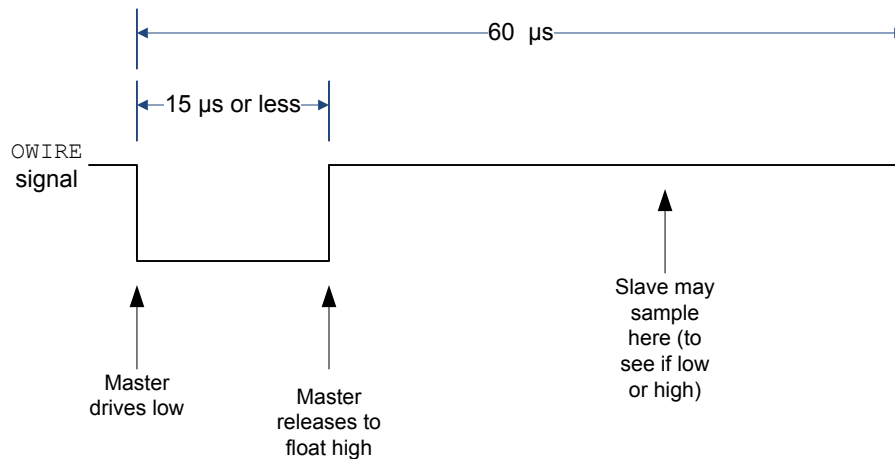 60 µs
15 µs or less
OWIRE
signal
Master
drives low
Master
releases to
float high
Slave may
sample
here (to
see if low
or high)